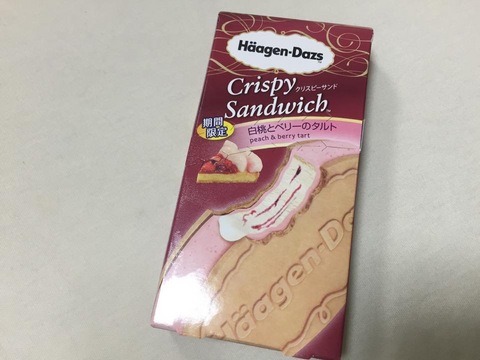 Häagen-Dazs
Crispy
クリスピーサンド
Sandwich™
期間
限定
白桃とベリーのタルト
peach & berry tart
Häagen-Da